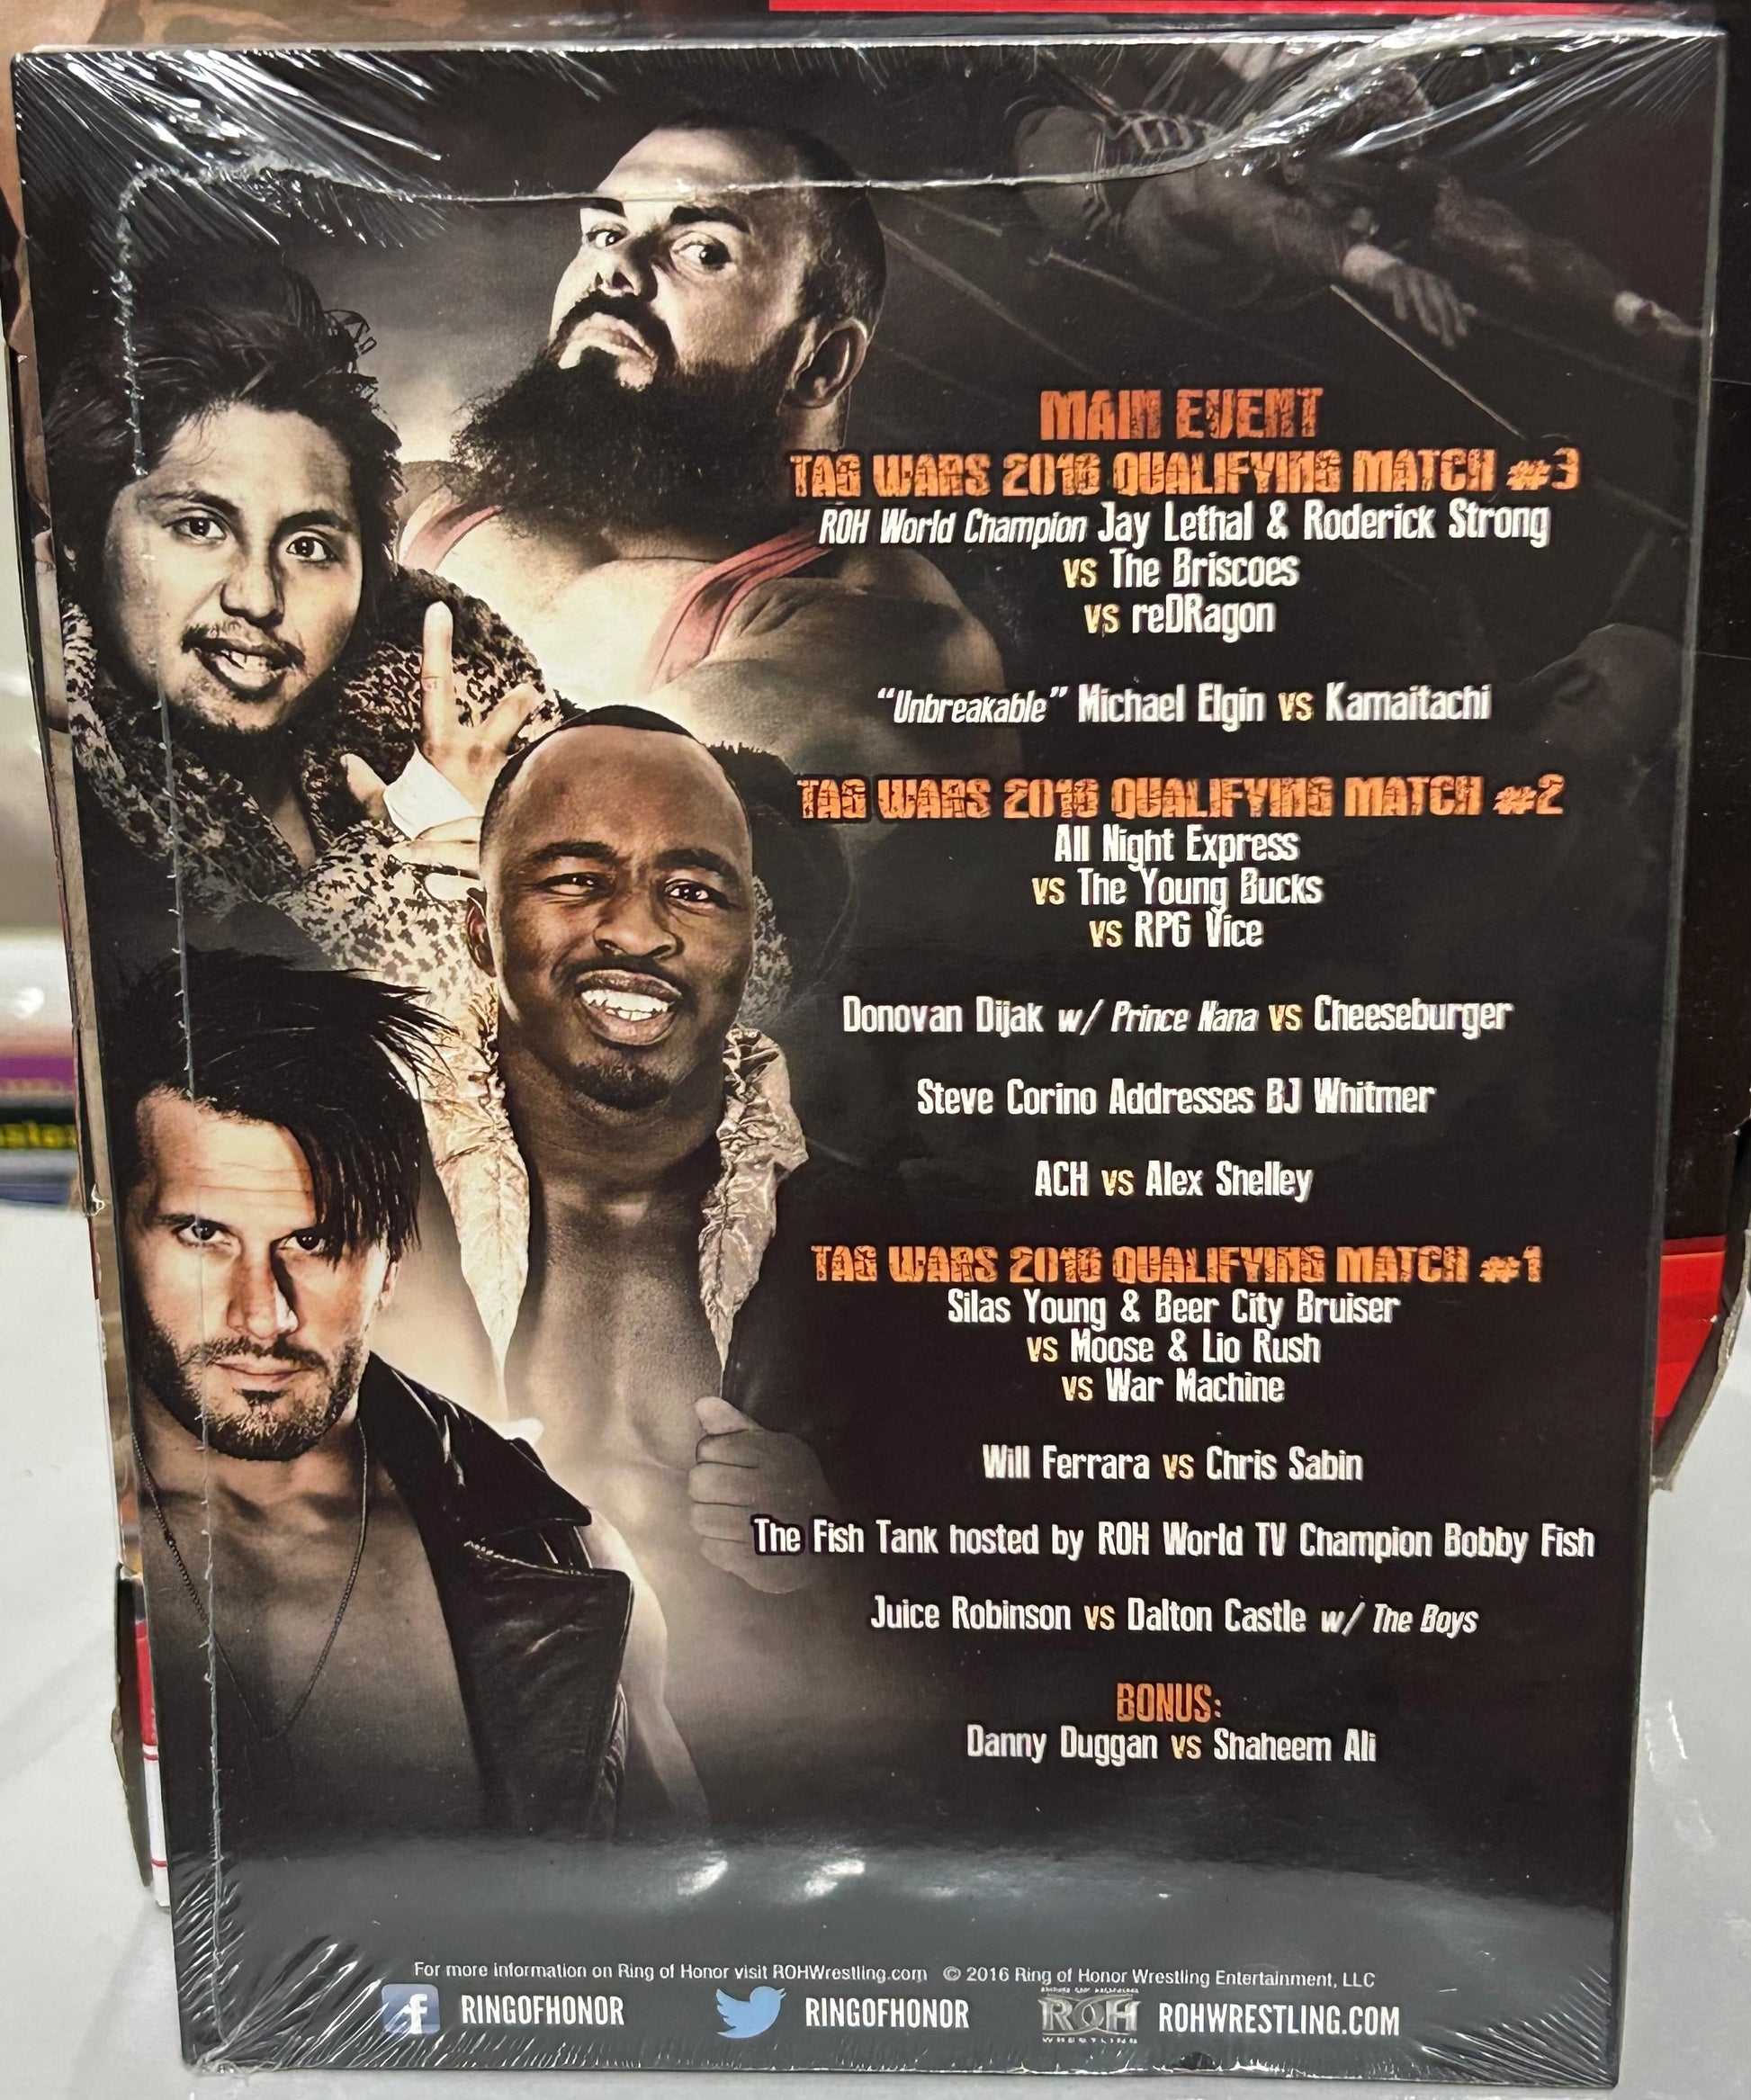 MAIN EVENT
TAG WARS 2016 QUALIFYING MATCH #3
ROH World Champion Jay Lethal & Roderick Strong
vs The Briscoes
vs reDRagon
“Unbreakable” Michael Elgin vs Kamaitachi
TAG WARS 2016 QUALIFYING MATCH #2
All Night Express
vs The Young Bucks
vs RPG Vice
Donovan Dijak w/ Prince Nana vs Cheeseburger
Steve Corino Addresses BJ Whitmer
ACH vs Alex Shelley
TAG WARS 2016 QUALIFYING MATCH #1
Silas Young & Beer City Bruiser
vs Moose & Lio Rush
vs War Machine
Will Ferrara vs Chris Sabin
The Fish Tank hosted by ROH World TV Champion Bobby Fish
Juice Robinson vs Dalton Castle w/ The Boys
BONUS:
Danny Duggan vs Shaheem Ali
For more information on Ring of Honor visit ROHWrestling.com © 2016 Ring of Honor Wrestling Entertainment, LLC
f RINGOFHONOR RINGOFHONOR ROH WRESTLING ROHWRESTLING.COM